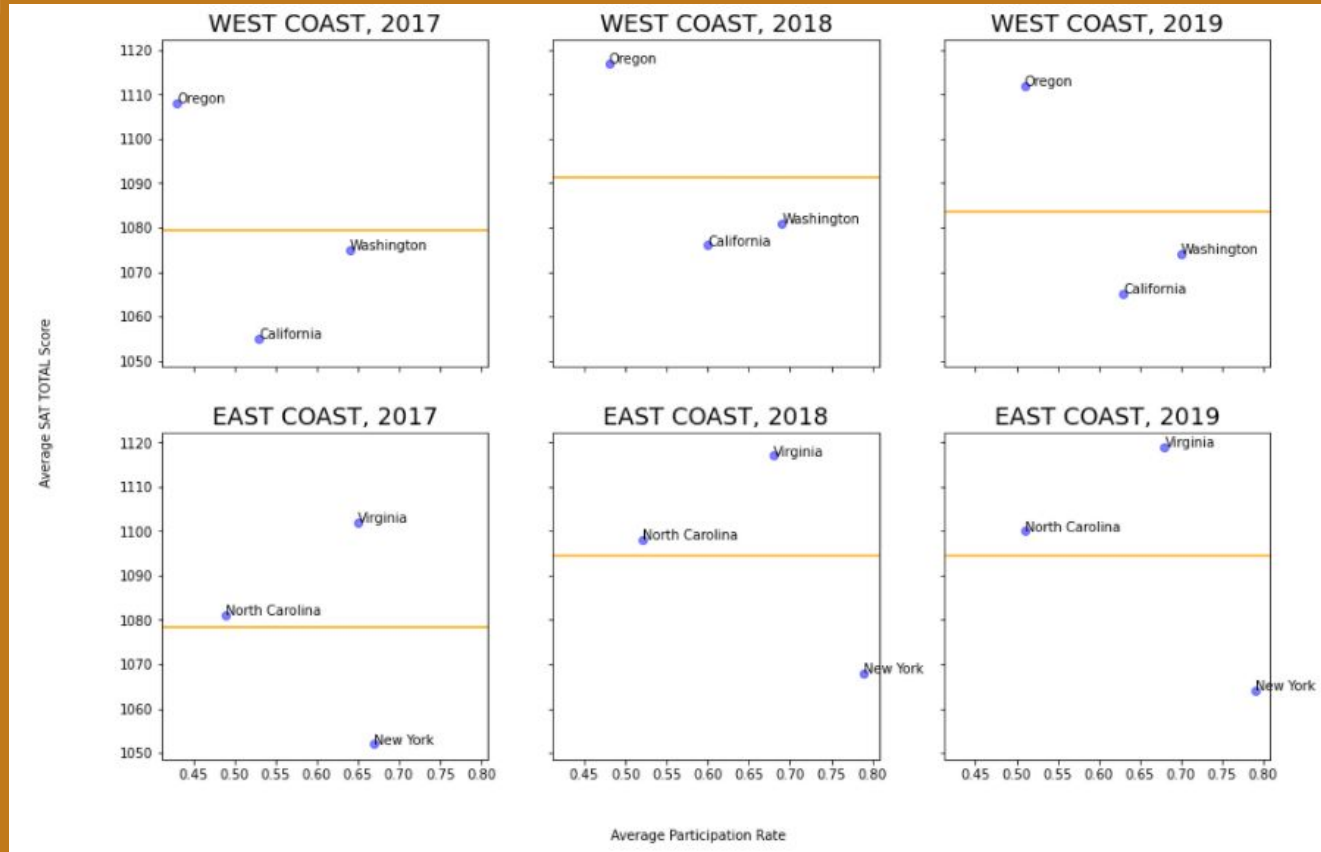 WEST COAST, 2017
WEST COAST, 2018
WEST COAST, 2019
1120
1110
1100
1090
1080
1070
1060
1050
Oregon
Washington
California
Oregon
Washington
California
Oregon
Washington
California
Average SAT TOTAL Score
EAST COAST, 2017
EAST COAST, 2018
EAST COAST, 2019
1120
1110
1100
1090
1080
1070
1060
1050
Virginia
North Carolina
New York
Virginia
North Carolina
New York
Virginia
North Carolina
New York
0.45 0.50 0.55 0.60 0.65 0.70 0.75 0.80
0.45 0.50 0.55 0.60 0.65 0.70 0.75 0.80
0.45 0.50 0.55 0.60 0.65 0.70 0.75 0.80
Average Participation Rate